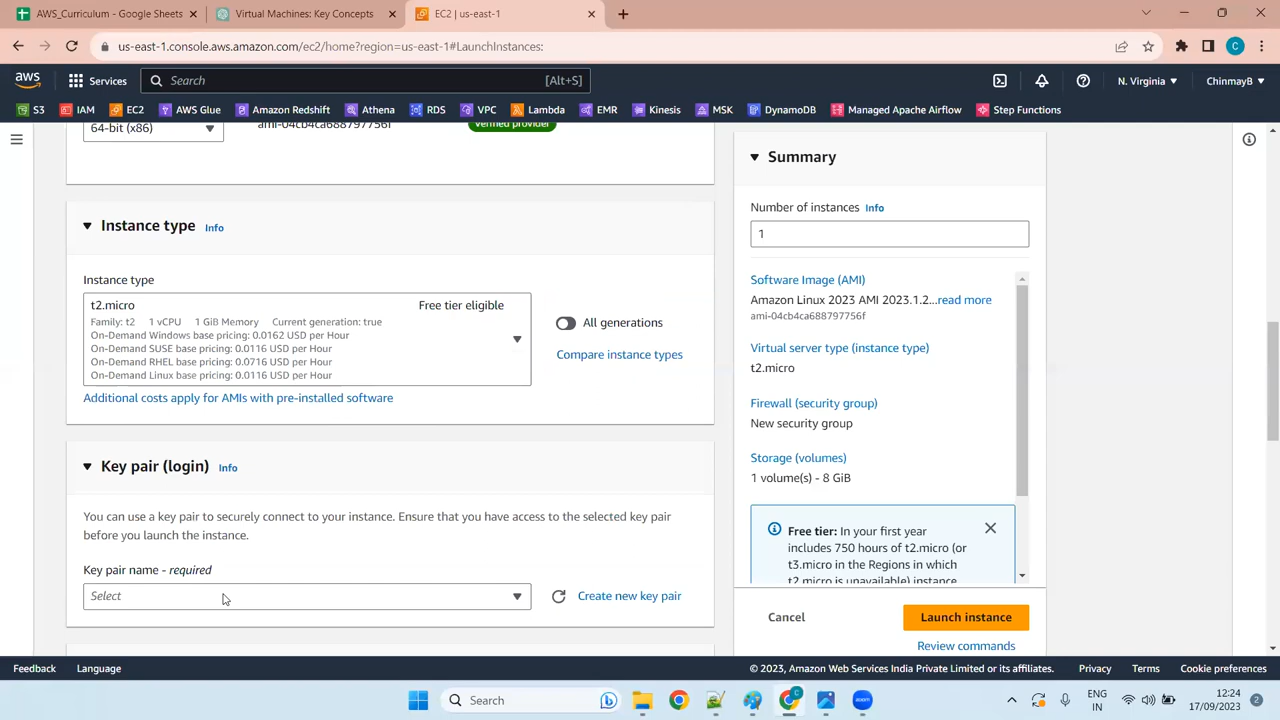 AWS_Curriculum - Google Sheets
Virtual Machines: Key Concepts
EC2 | us-east-1
us-east-1.console.aws.amazon.com/ec2/home?region=us-east-1#LaunchInstances:
aws
Services
Search
[Alt+S]
N. Virginia
ChinmayB
S3
IAM
EC2
AWS Glue
Amazon Redshift
Athena
RDS
VPC
Lambda
EMR
Kinesis
MSK
DynamoDB
Managed Apache Airflow
Step Functions
64-bit (x86)
ami-04cb4ca688797756f
Verified provider
Instance type Info
Instance type
t2.micro
Free tier eligible
Family: t2 1 vCPU 1 GiB Memory Current generation: true
On-Demand Windows base pricing: 0.0162 USD per Hour
On-Demand SUSE base pricing: 0.0116 USD per Hour
On-Demand RHEL base pricing: 0.0716 USD per Hour
On-Demand Linux base pricing: 0.0116 USD per Hour
All generations
Compare instance types
Additional costs apply for AMIs with pre-installed software
Key pair (login) Info
You can use a key pair to securely connect to your instance. Ensure that you have access to the selected key pair
before you launch the instance.
Key pair name - required
Select
Create new key pair
Summary
Number of instances Info
1
Software Image (AMI)
Amazon Linux 2023 AMI 2023.1.2...read more
ami-04cb4ca688797756f
Virtual server type (instance type)
t2.micro
Firewall (security group)
New security group
Storage (volumes)
1 volume(s) - 8 GiB
Free tier: In your first year
includes 750 hours of t2.micro (or
t3.micro in the Regions in which
t2.micro is unavailable) instance
Cancel
Launch instance
Review commands
Feedback
Language
© 2023, Amazon Web Services India Private Limited or its affiliates.
Privacy
Terms
Cookie preferences
Search
zoom
ENG
IN
12:24
17/09/2023
2